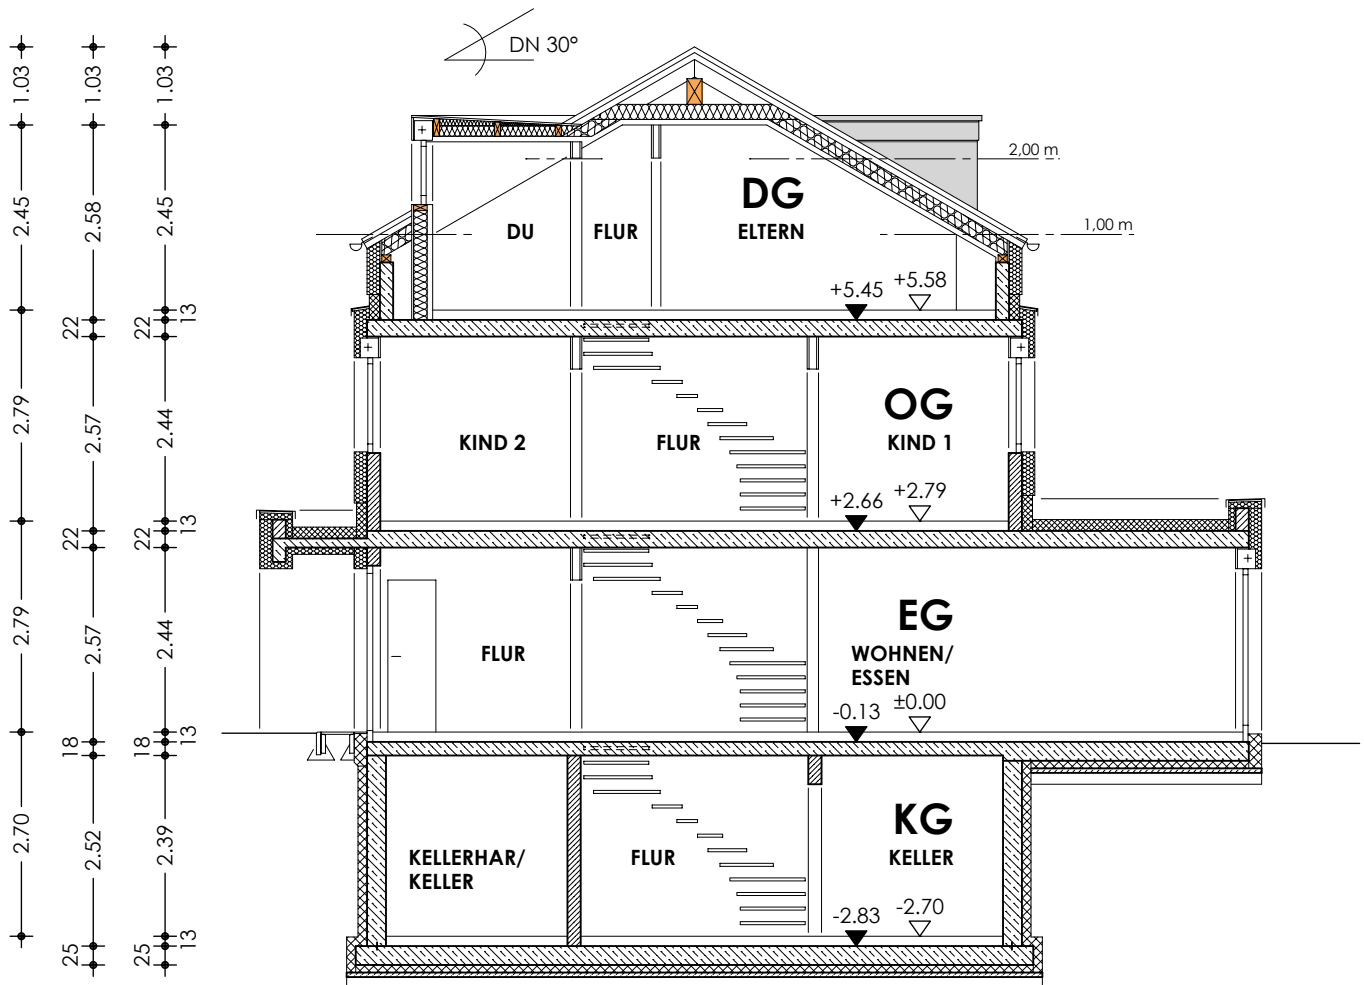 DN 30°
1.03
1.03
1.03
2.45
2.58
2.45
22
22
13
2.79
2.57
2.44
22
22
13
2.79
2.57
2.44
18
18
13
2.70
2.52
2.39
25
25
13
2,00 m
1,00 m
DG
DU
FLUR
ELTERN
+5.45
+5.58
OG
KIND 2
FLUR
KIND 1
+2.66
+2.79
EG
FLUR
WOHNEN/
ESSEN
-0.13
±0.00
KG
KELLERHAR/
KELLER
FLUR
KELLER
-2.83
-2.70